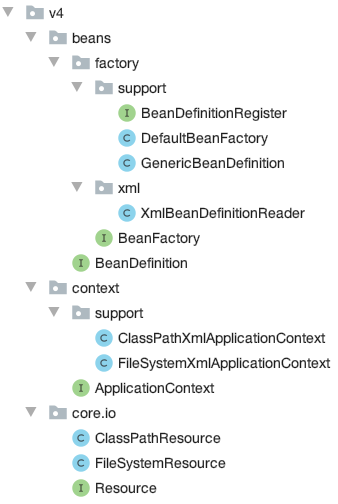 v4
beans
factory
support
I BeanDefinitionRegister
C DefaultBeanFactory
C GenericBeanDefinition
xml
C XmlBeanDefinitionReader
I BeanFactory
I BeanDefinition
context
support
C ClassPathXmlApplicationContext
C FileSystemXmlApplicationContext
I ApplicationContext
core.io
C ClassPathResource
C FileSystemResource
I Resource